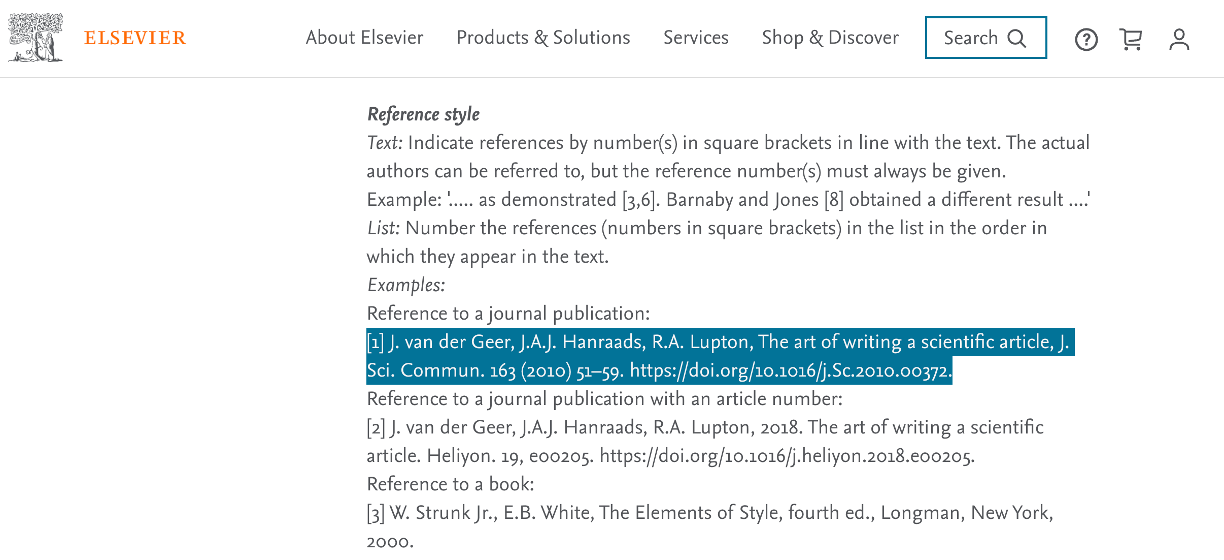 ELSEVIER
About Elsevier Products & Solutions Services Shop & Discover Search
Reference style
Text: Indicate references by number(s) in square brackets in line with the text. The actual
authors can be referred to, but the reference number(s) must always be given.
Example: '..... as demonstrated [3,6]. Barnaby and Jones [8] obtained a different result ....'
List: Number the references (numbers in square brackets) in the list in the order in
which they appear in the text.
Examples:
Reference to a journal publication:
[1] J. van der Geer, J.A.J. Hanraads, R.A. Lupton, The art of writing a scientific article, J.
Sci. Commun. 163 (2010) 51–59. https://doi.org/10.1016/j.Sc.2010.00372.
Reference to a journal publication with an article number:
[2] J. van der Geer, J.A.J. Hanraads, R.A. Lupton, 2018. The art of writing a scientific
article. Heliyon. 19, e00205. https://doi.org/10.1016/j.heliyon.2018.e00205.
Reference to a book:
[3] W. Strunk Jr., E.B. White, The Elements of Style, fourth ed., Longman, New York,
2000.